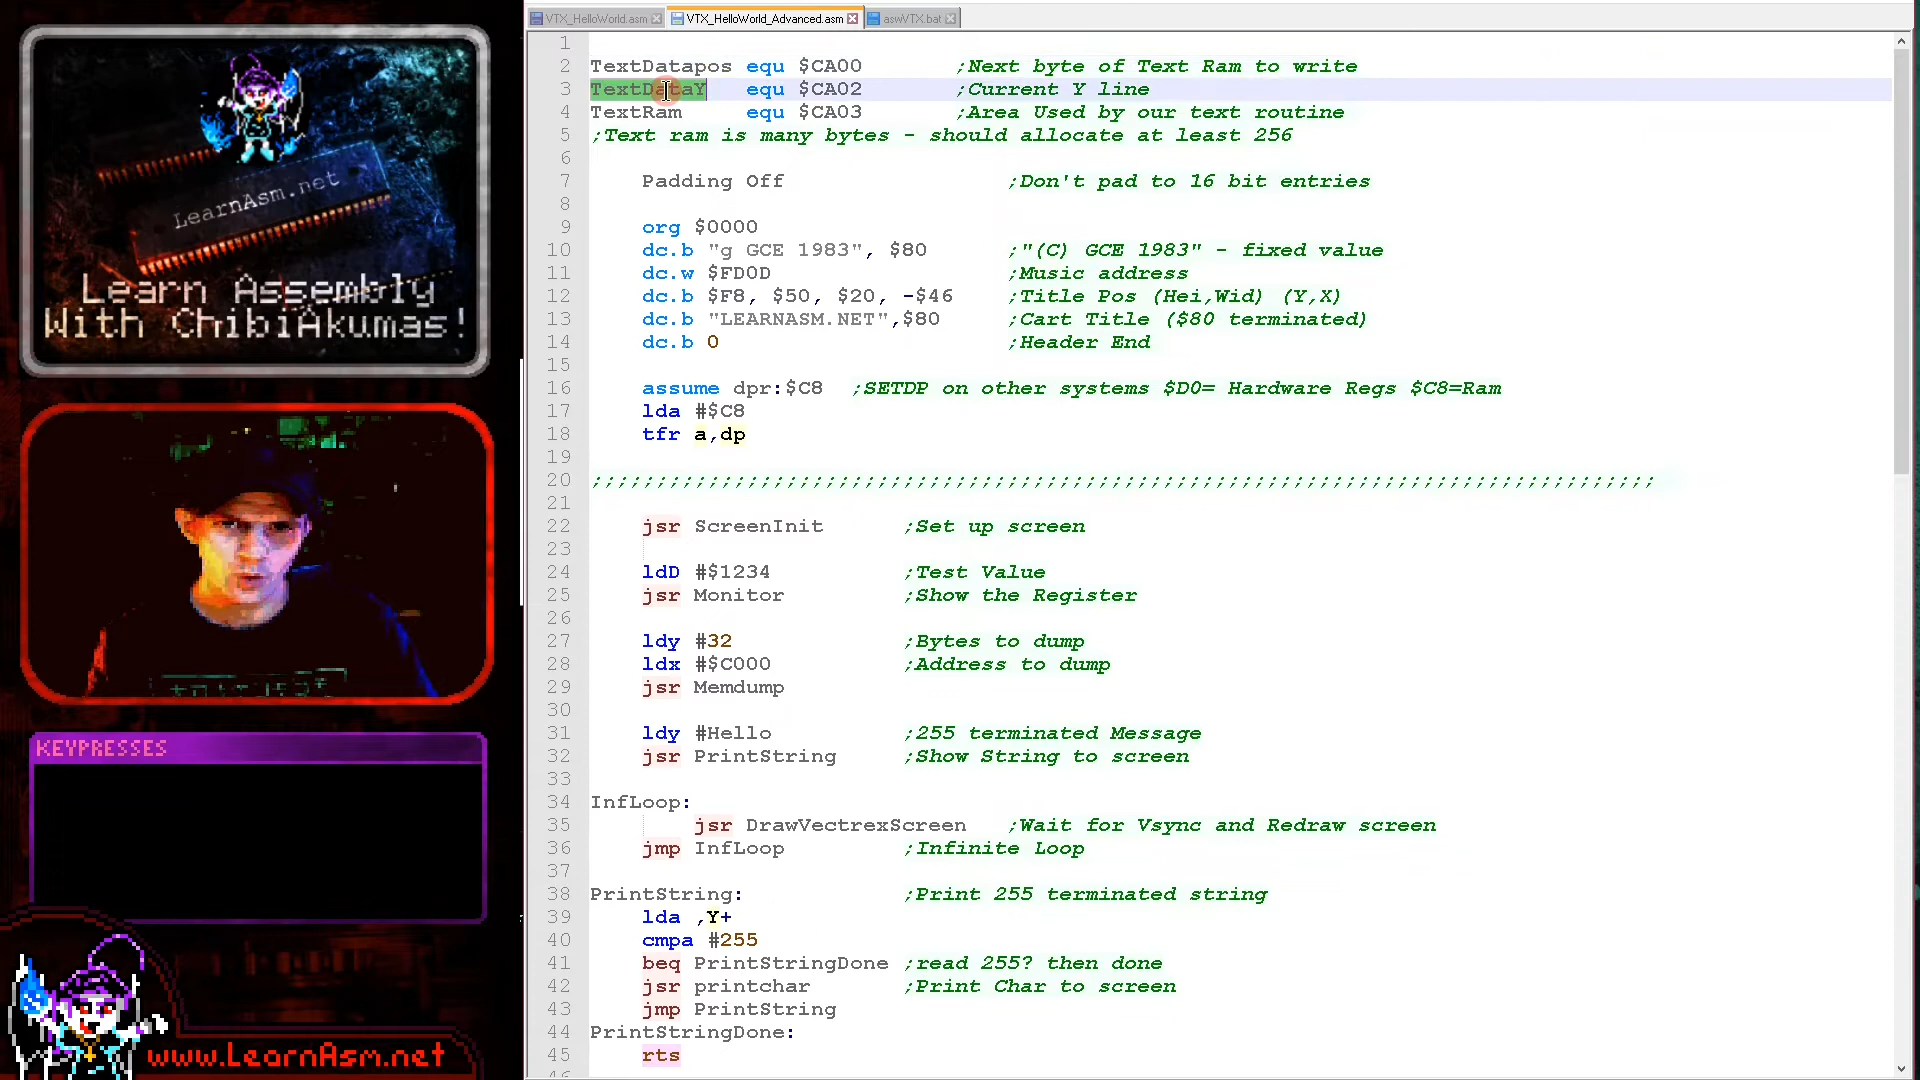 VTX_HelloWorld.asm VTX_HelloWorld_Advanced.asm aswVTX.bat
LearnAsm.net
Learn Assembly
With ChibiAkumas!
KEYPRESSES
www.LearnAsm.net
1
2 TextDatapos equ $CA00 ;Next byte of Text Ram to write
3 TextDataY equ $CA02 ;Current Y line
4 TextRam equ $CA03 ;Area Used by our text routine
5 ;Text ram is many bytes - should allocate at least 256
6
7 Padding Off ;Don't pad to 16 bit entries
8
9 org $0000
10 dc.b "g GCE 1983", $80 ;"(C) GCE 1983" - fixed value
11 dc.w $FD0D ;Music address
12 dc.b $F8, $50, $20, -$46 ;Title Pos (Hei,Wid) (Y,X)
13 dc.b "LEARNASM.NET",$80 ;Cart Title ($80 terminated)
14 dc.b 0 ;Header End
15
16 assume dpr:$C8 ;SETDP on other systems $D0= Hardware Regs $C8=Ram
17 lda #$C8
18 tfr a,dp
19
20 ;;;;;;;;;;;;;;;;;;;;;;;;;;;;;;;;;;;;;;;;;;;;;;;;;;;;;;;;;;;;;;;;;;;;;;;;;;;;;;;;;;
21
22 jsr ScreenInit ;Set up screen
23
24 ldD #$1234 ;Test Value
25 jsr Monitor ;Show the Register
26
27 ldy #32 ;Bytes to dump
28 ldx #$C000 ;Address to dump
29 jsr Memdump
30
31 ldy #Hello ;255 terminated Message
32 jsr PrintString ;Show String to screen
33
34 InfLoop:
35 jsr DrawVectrexScreen ;Wait for Vsync and Redraw screen
36 jmp InfLoop ;Infinite Loop
37
38 PrintString: ;Print 255 terminated string
39 lda ,Y+
40 cmpa #255
41 beq PrintStringDone ;read 255? then done
42 jsr printchar ;Print Char to screen
43 jmp PrintString
44 PrintStringDone:
45 rts